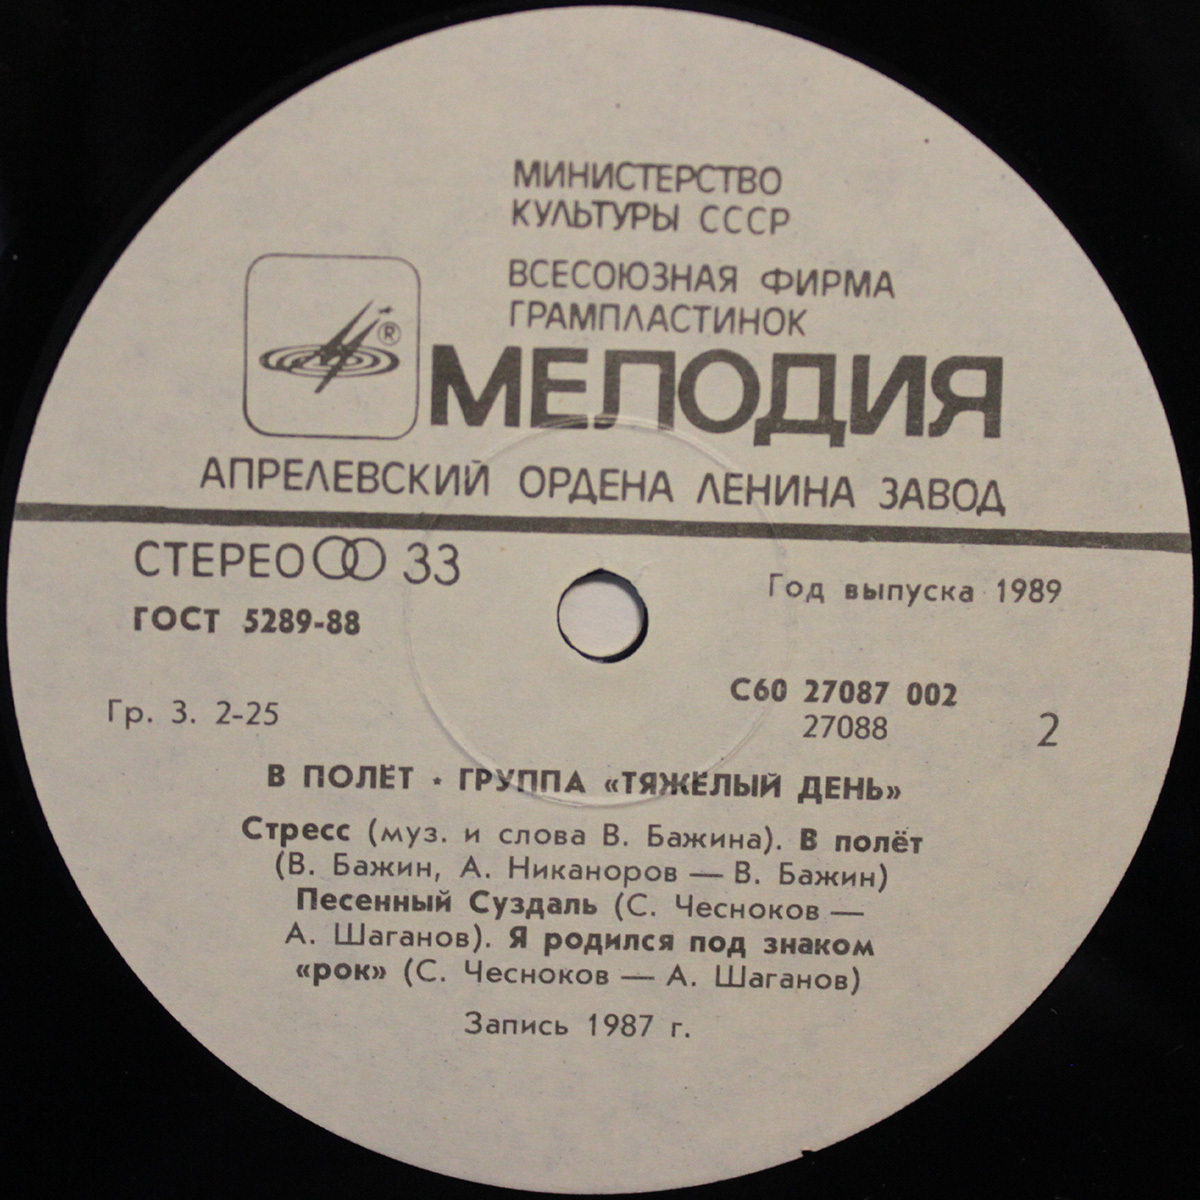 МИНИСТЕРСТВО
КУЛЬТУРЫ СССР
ВСЕСОЮЗНАЯ ФИРМА
ГРАМПЛАСТИНОК
®
МЕЛОДИЯ
АПРЕЛЕВСКИЙ ОРДЕНА ЛЕНИНА ЗАВОД
СТЕРЕО 33
Год выпуска 1989
ГОСТ 5289-88
С60 27087 002
Гр. 3. 2-25
27088
2
В ПОЛЁТ • ГРУППА «ТЯЖЁЛЫЙ ДЕНЬ»
Стресс (муз. и слова В. Бажина). В полёт
(В. Бажин, А. Никаноров — В. Бажин)
Песенный Суздаль (С. Чесноков —
А. Шаганов). Я родился под знаком
«рок» (С. Чесноков — А. Шаганов)
Запись 1987 г.